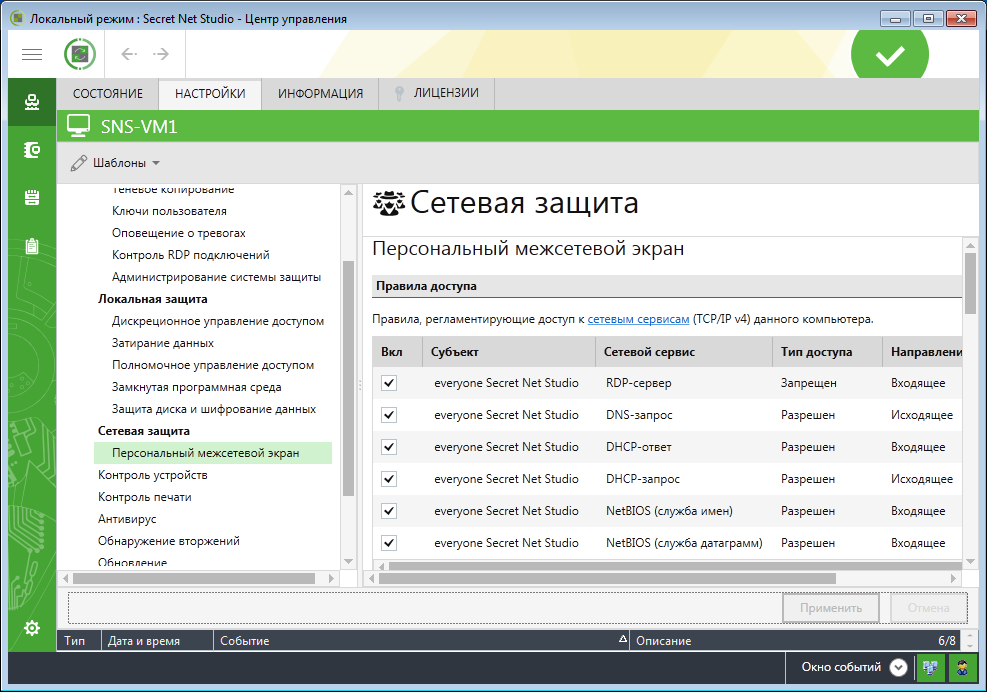 Локальный режим : Secret Net Studio - Центр управления
СОСТОЯНИЕ НАСТРОЙКИ ИНФОРМАЦИЯ ЛИЦЕНЗИИ
SNS-VM1
Шаблоны
Теневое копирование
Ключи пользователя
Оповещение о тревогах
Контроль RDP подключений
Администрирование системы защиты
Локальная защита
Дискреционное управление доступом
Затирание данных
Полномочное управление доступом
Замкнутая программная среда
Защита диска и шифрование данных
Сетевая защита
Персональный межсетевой экран
Контроль устройств
Контроль печати
Антивирус
Обнаружение вторжений
Обновление
Сетевая защита
Персональный межсетевой экран
Правила доступа
Правила, регламентирующие доступ к сетевым сервисам (TCP/IP v4) данного компьютера.
Вкл Субъект Сетевой сервис Тип доступа Направлени
everyone Secret Net Studio RDP-сервер Запрещен Входящее
everyone Secret Net Studio DNS-запрос Разрешен Исходящее
everyone Secret Net Studio DHCP-ответ Разрешен Входящее
everyone Secret Net Studio DHCP-запрос Разрешен Исходящее
everyone Secret Net Studio NetBIOS (служба имен) Разрешен Входящее
everyone Secret Net Studio NetBIOS (служба датаграмм) Разрешен Входящее
Применить Отмена
Тип Дата и время Событие Описание 6/8
Окно событий